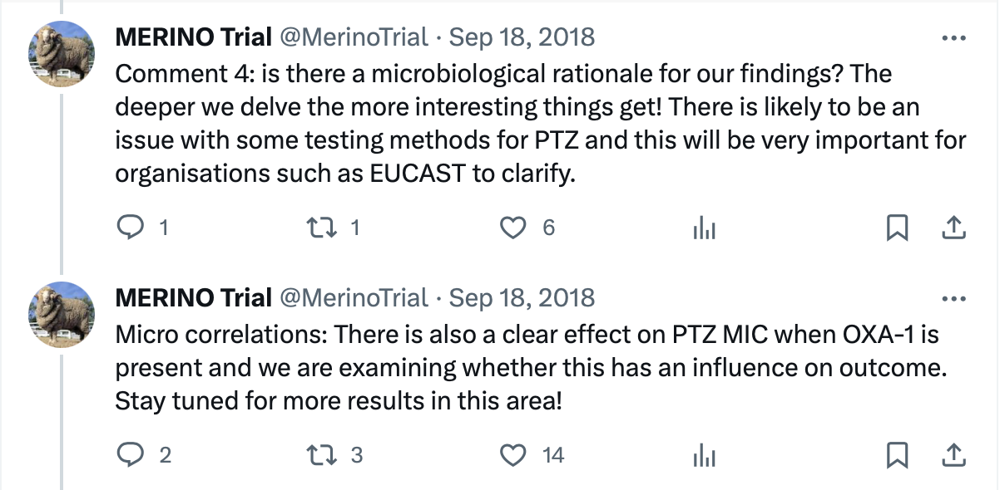 MERINO Trial @MerinoTrial · Sep 18, 2018
Comment 4: is there a microbiological rationale for our findings? The
deeper we delve the more interesting things get! There is likely to be an
issue with some testing methods for PTZ and this will be very important for
organisations such as EUCAST to clarify.
1 1 6
MERINO Trial @MerinoTrial · Sep 18, 2018
Micro correlations: There is also a clear effect on PTZ MIC when OXA-1 is
present and we are examining whether this has an influence on outcome.
Stay tuned for more results in this area!
2 3 14